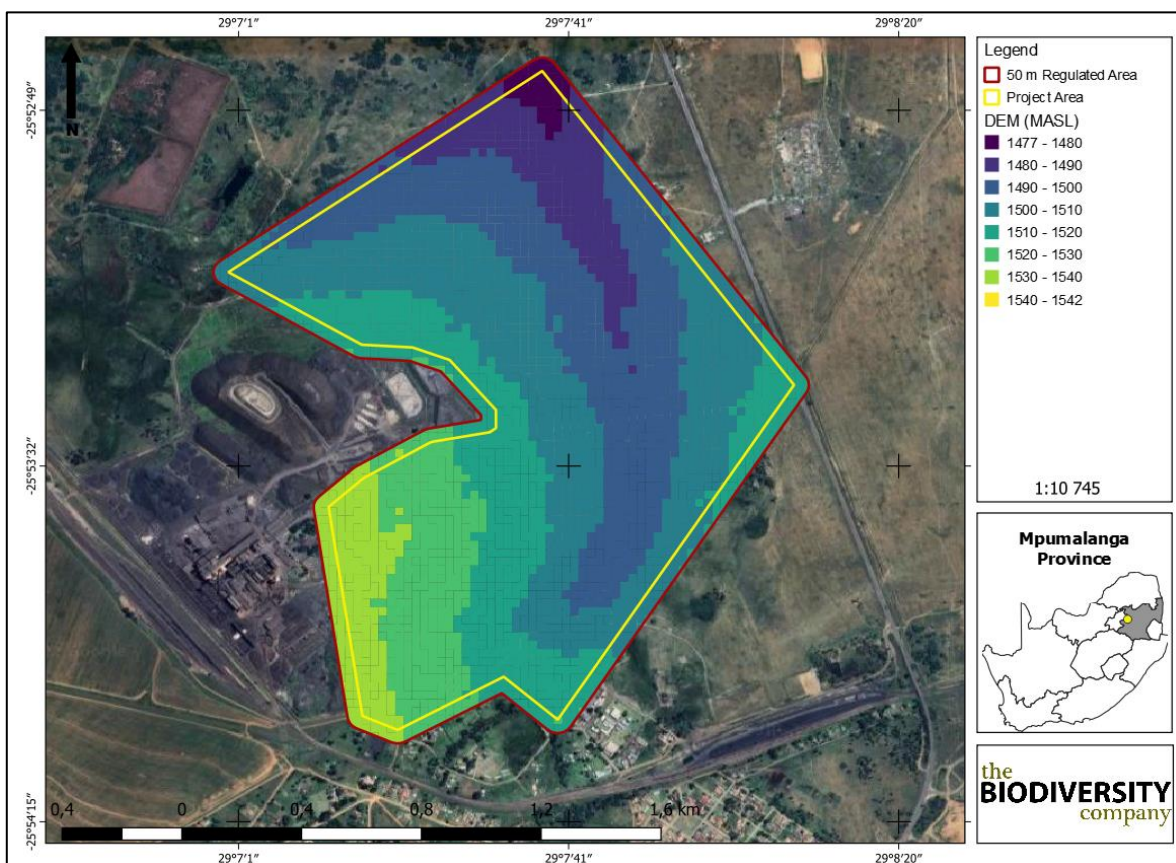 29°7'1" 29°7'41" 29°8'20"
N
-25°52'49"
-25°53'32"
-25°54'15"
Legend
50 m Regulated Area
Project Area
DEM (MASL)
1477 - 1480
1480 - 1490
1490 - 1500
1500 - 1510
1510 - 1520
1520 - 1530
1530 - 1540
1540 - 1542
1:10 745
Mpumalanga
Province
the
BIODIVERSITY
company
0,4 0 0,4 0,8 1,2 1,6 km
29°7'1" 29°7'41" 29°8'20"